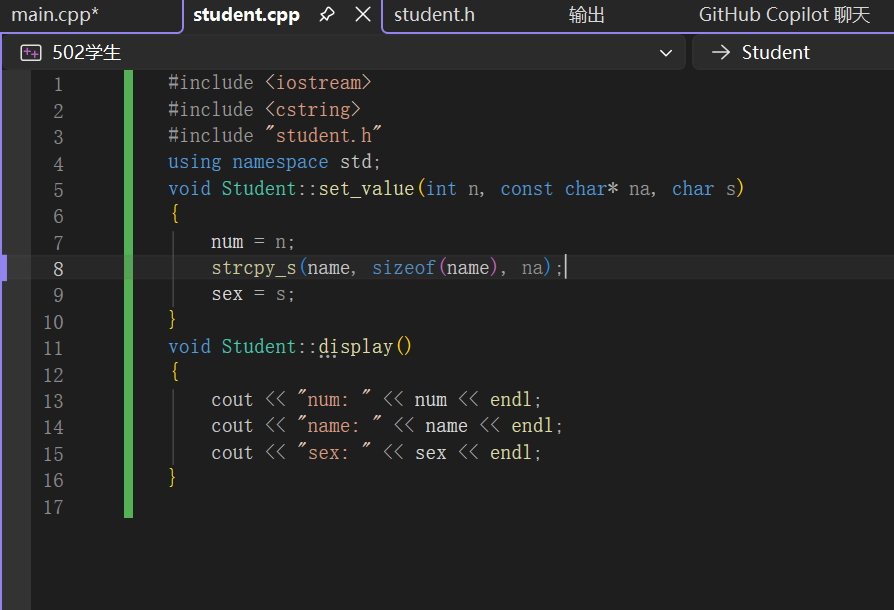 main.cpp* student.cpp student.h 输出 GitHub Copilot 聊天
502学生 Student
1 #include <iostream>
2 #include <cstring>
3 #include "student.h"
4 using namespace std;
5 void Student::set_value(int n, const char* na, char s)
6 {
7 num = n;
8 strcpy_s(name, sizeof(name), na);
9 sex = s;
10 }
11 void Student::display()
12 {
13 cout << "num: " << num << endl;
14 cout << "name: " << name << endl;
15 cout << "sex: " << sex << endl;
16 }
17